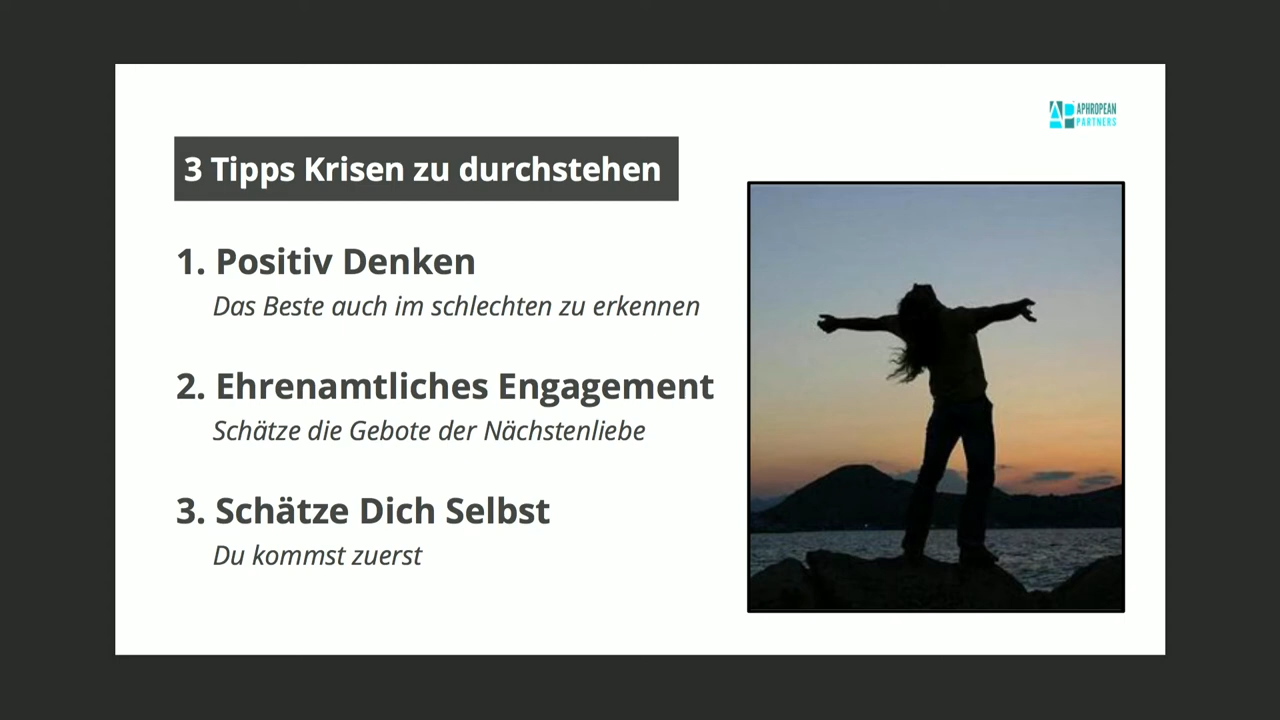 APHROPEAN
PARTNERS
3 Tipps Krisen zu durchstehen
1. Positiv Denken
Das Beste auch im schlechten zu erkennen
2. Ehrenamtliches Engagement
Schätze die Gebote der Nächstenliebe
3. Schätze Dich Selbst
Du kommst zuerst